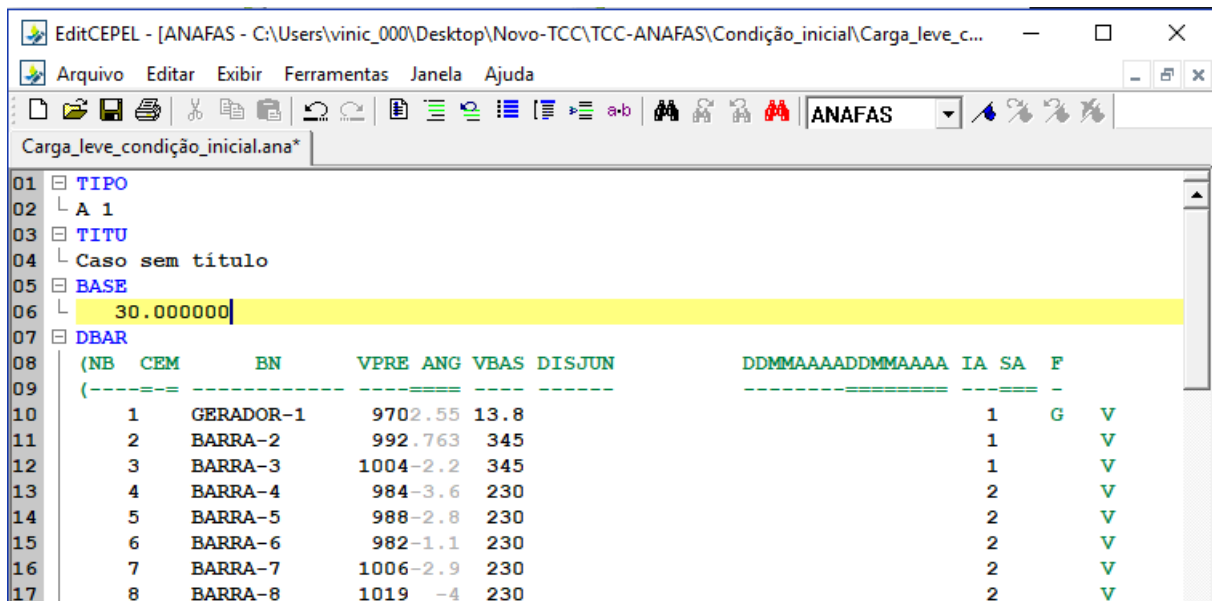 EditCEPEL - [ANAFAS - C:\Users\vinic_000\Desktop\Novo-TCC\TCC-ANAFAS\Condição_inicial\Carga_leve_c...
Arquivo Editar Exibir Ferramentas Janela Ajuda
a•b ANAFAS
Carga_leve_condição_inicial.ana*
01 TIPO
02 A 1
03 TITU
04 Caso sem título
05 BASE
06 30.000000
07 DBAR
08 (NB CEM BN VPRE ANG VBAS DISJUN DDMMAAAADDMMAAAA IA SA F
09 (----=-= ------------ ----==== ---- ------ --------======== ---=== -
10 1 GERADOR-1 9702.55 13.8 1 G V
11 2 BARRA-2 992.763 345 1 V
12 3 BARRA-3 1004-2.2 345 1 V
13 4 BARRA-4 984-3.6 230 2 V
14 5 BARRA-5 988-2.8 230 2 V
15 6 BARRA-6 982-1.1 230 2 V
16 7 BARRA-7 1006-2.9 230 2 V
17 8 BARRA-8 1019 -4 230 2 V